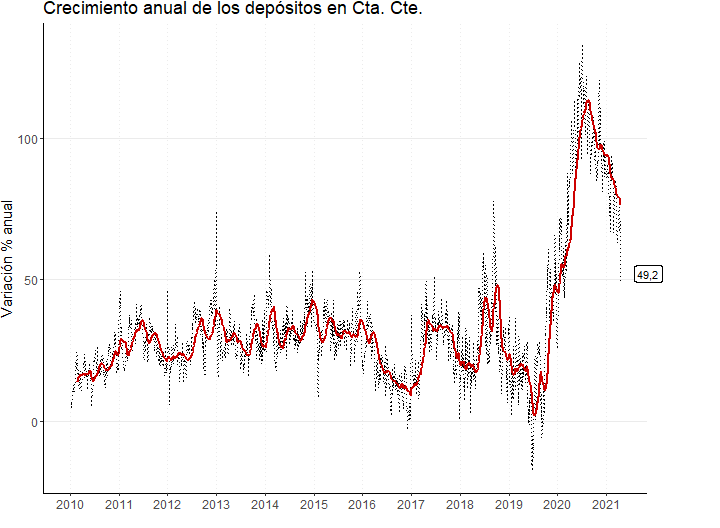 Crecimiento anual de los depósitos en Cta. Cte.
Variación % anual
100
50
0
49,2
2010 2011 2012 2013 2014 2015 2016 2017 2018 2019 2020 2021